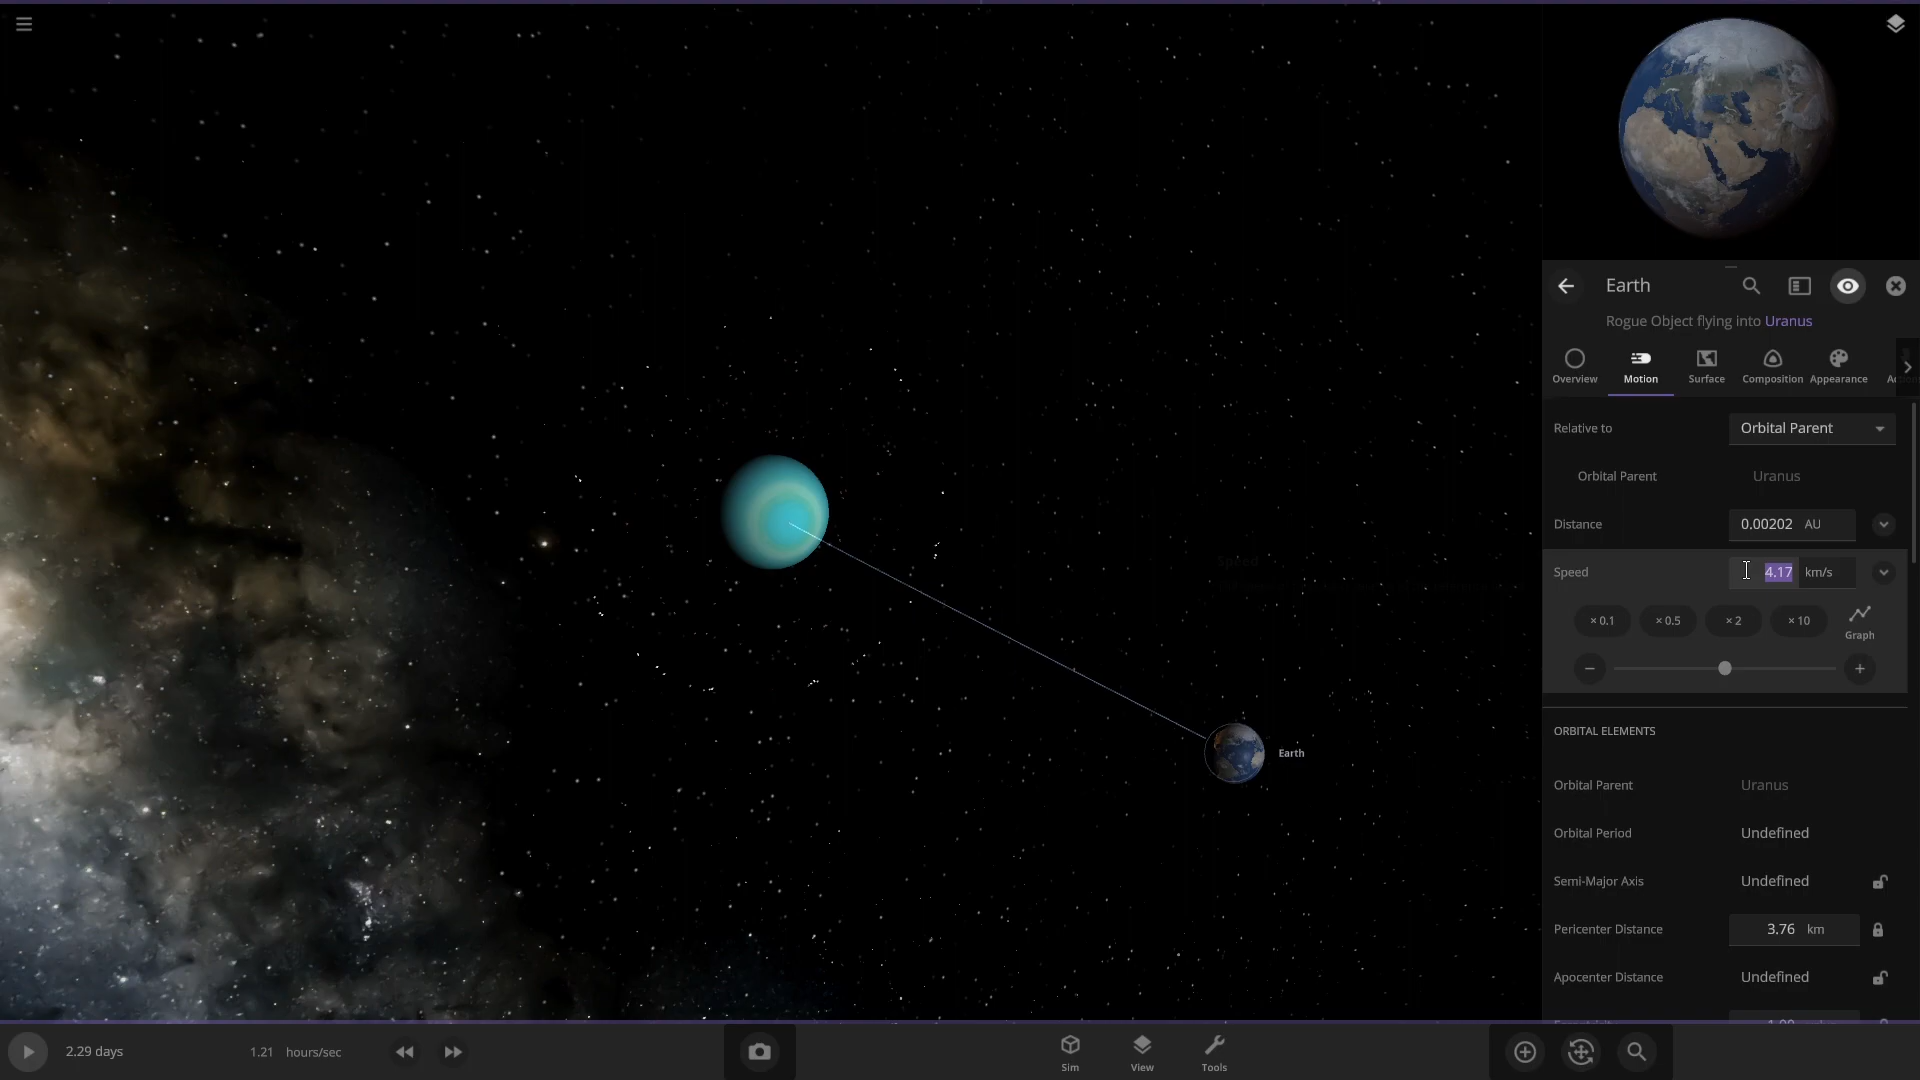 Earth
Rogue Object flying into Uranus
Overview
Motion
Surface
Composition
Appearance
Relative to
Orbital Parent
Orbital Parent
Uranus
Distance
0.00202 AU
Speed
4.17 km/s
× 0.1
× 0.5
× 2
× 10
Graph
Speed
Earth
ORBITAL ELEMENTS
Orbital Parent
Uranus
Orbital Period
Undefined
Semi-Major Axis
Undefined
Pericenter Distance
3.76 km
Apocenter Distance
Undefined
2.29 days
1.21 hours/sec
Sim
View
Tools